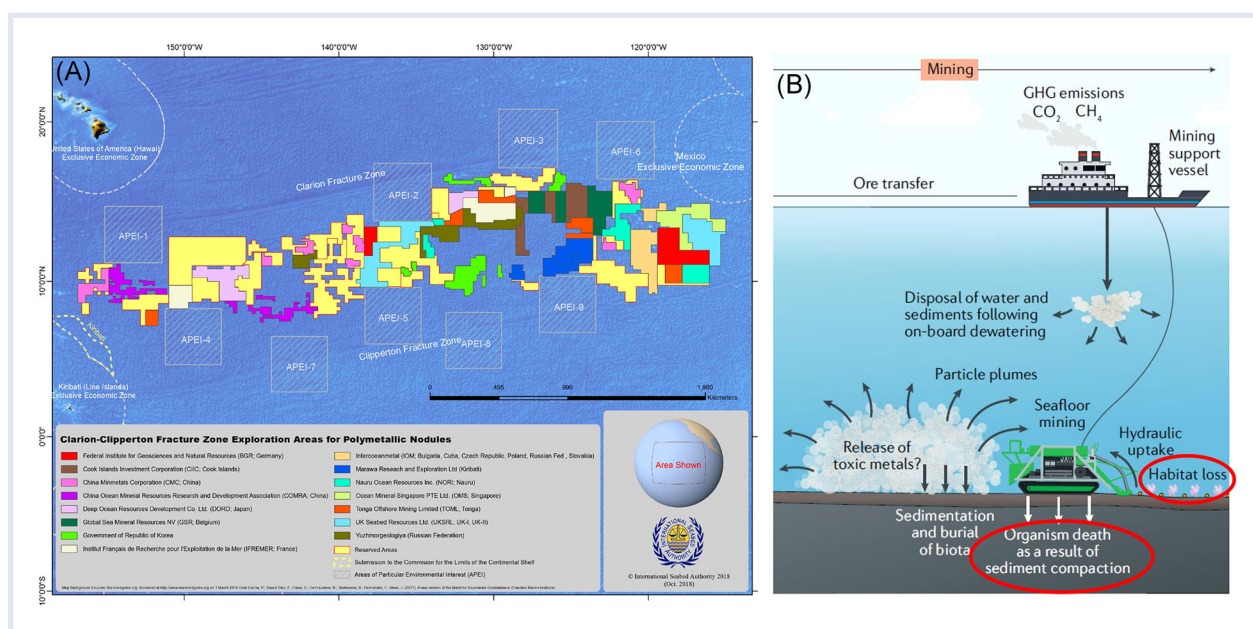 (A)
150°0'0"W
140°0'0"W
130°0'0"W
120°0'0"W
20°0'0"N
10°0'0"N
0°0'0"
10°0'0"S
United States of America (Hawaii)
Exclusive Economic Zone
Clarion Fracture Zone
APEI-1
APEI-2
APEI-3
APEI-6
Mexico
Exclusive Economic Zone
APEI-4
APEI-5
APEI-7
APEI-8
APEI-9
Clipperton Fracture Zone
Kiribati
Kiribati (Line Islands)
Exclusive Economic Zone
0 495 990 1,980
Kilometers
Clarion-Clipperton Fracture Zone Exploration Areas for Polymetallic Nodules
Federal Institute for Geosciences and Natural Resources (BGR; Germany)
Cook Islands Investment Corporation (CIIC; Cook Islands)
China Minmetals Corporation (CMC; China)
China Ocean Mineral Resources Research and Development Association (COMRA; China)
Deep Ocean Resources Development Co. Ltd. (DORD; Japan)
Global Sea Mineral Resources NV (GSR; Belgium)
Government of Republic of Korea
Institut Français de Recherche pour l'Exploitation de la Mer (IFREMER; France)
Interoceanmetal (IOM; Bulgaria, Cuba, Czech Republic, Poland, Russian Fed., Slovakia)
Marawa Reseach and Exploration Ltd (Kiribati)
Nauru Ocean Resources Inc. (NORI; Nauru)
Ocean Mineral Singapore PTE Ltd. (OMS; Singapore)
Tonga Offshore Mining Limited (TOML; Tonga)
UK Seabed Resources Ltd. (UKSRL, UK-I, UK-II)
Yuzhmorgeologiya (Russian Federation)
Reserved Areas
Submission to the Commision for the Limits of the Continental Shelf
Areas of Particular Environmental Interest (APEI)
Area Shown
INTERNATIONAL SEABED AUTHORITY
© International Seabed Authority 2018
(Oct. 2018)
(B)
Mining
GHG emissions
CO2 CH4
Mining
support
vessel
Ore transfer
Disposal of water and
sediments following
on-board dewatering
Particle plumes
Seafloor
mining
Hydraulic
uptake
Release of
toxic metals?
Habitat loss
Sedimentation
and burial
of biota
Organism death
as a result of
sediment compaction